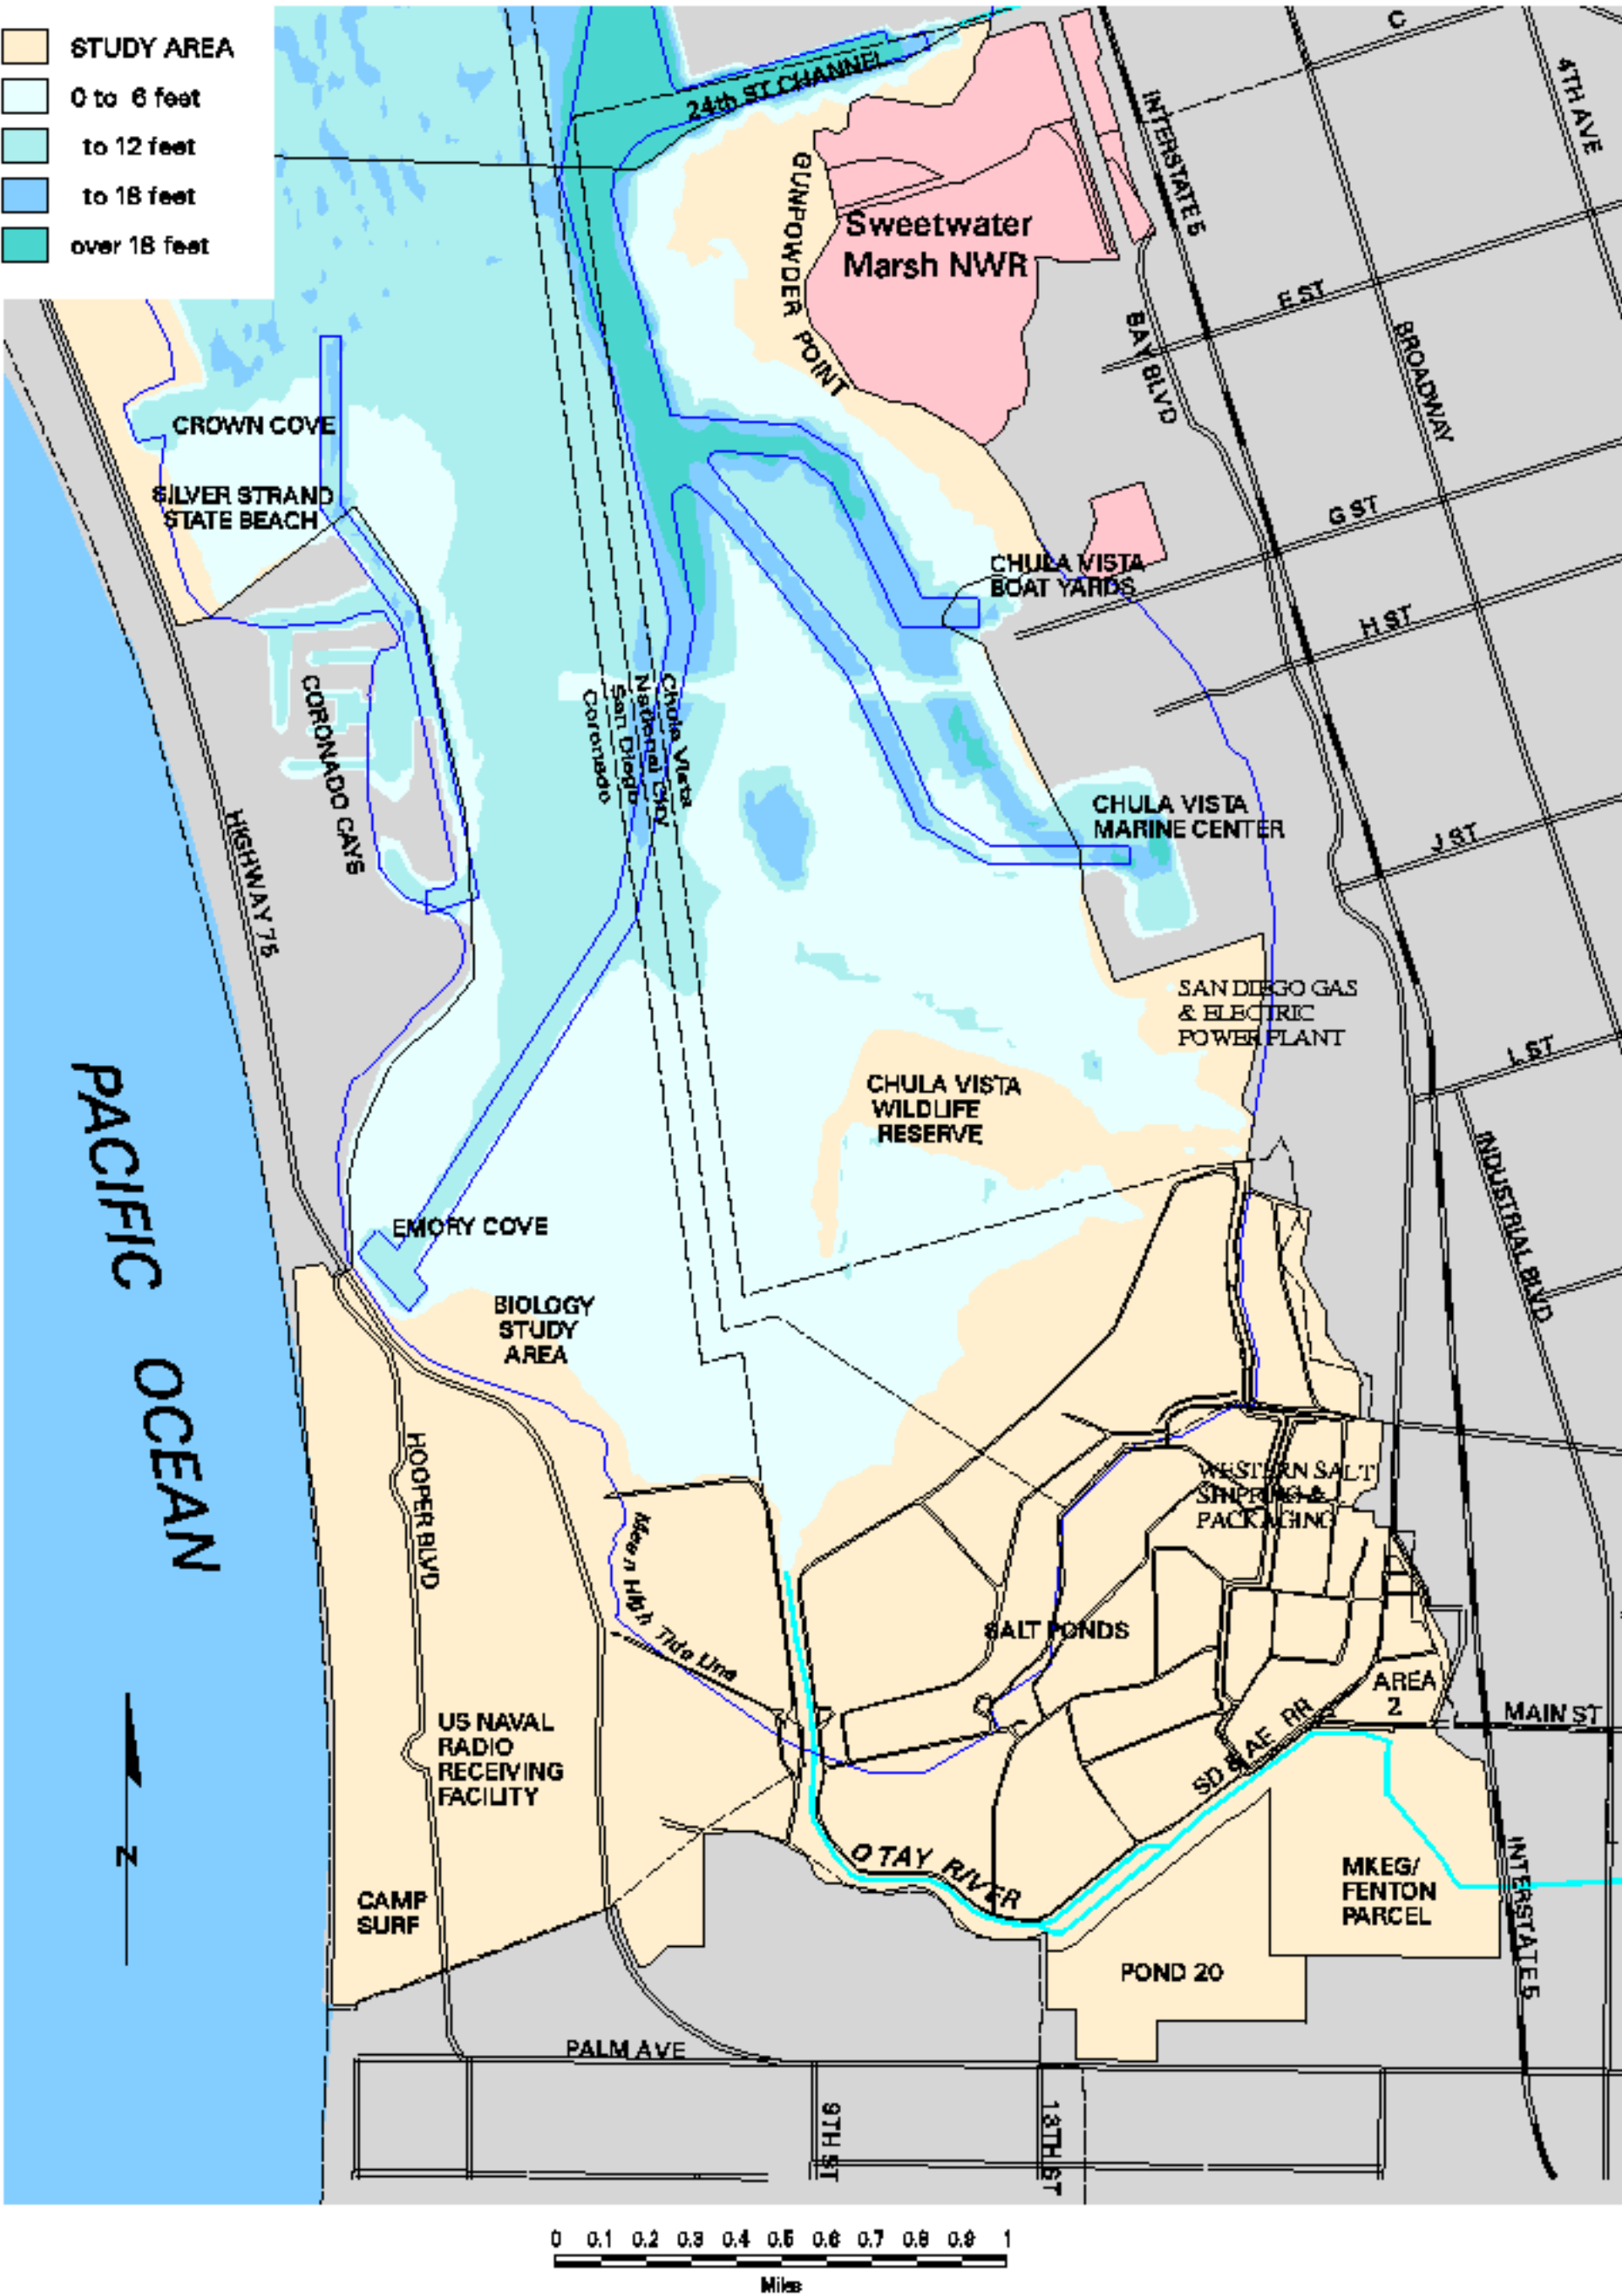 STUDY AREA
0 to 6 feet
to 12 feet
to 18 feet
over 18 feet
24th ST CHANNEL
C
4TH AVE
INTERSTATE 5
GUNPOWDER POINT
Sweetwater
Marsh NWR
E ST
BAY BLVD
BROADWAY
CROWN COVE
SILVER STRAND
STATE BEACH
G ST
CHULA VISTA
BOAT YARDS
H ST
CORONADO CAYS
Coronado
San Diego
National City
Chula Vista
CHULA VISTA
MARINE CENTER
J ST
HIGHWAY 75
SAN DIEGO GAS
& ELECTRIC
POWER PLANT
L ST
CHULA VISTA
WILDLIFE
RESERVE
PACIFIC OCEAN
INDUSTRIAL BLVD
EMORY COVE
BIOLOGY
STUDY
AREA
HOOPER BLVD
WESTERN SALT
SHIPPING &
PACKAGING
Mean High Tide Line
SALT PONDS
AREA
2
MAIN ST
SD & AE RR
US NAVAL
RADIO
RECEIVING
FACILITY
N
OTAY RIVER
MKEG/
FENTON
PARCEL
INTERSTATE 5
CAMP
SURF
POND 20
PALM AVE
9TH ST
13TH ST
0 0.1 0.2 0.3 0.4 0.5 0.6 0.7 0.8 0.9 1
Miles